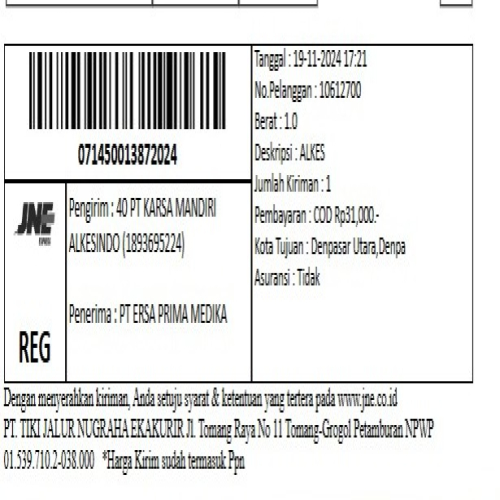 071450013872024
Tanggal : 19-11-2024 17:21
No.Pelanggan : 10612700
Berat : 1.0
Deskripsi : ALKES
Jumlah Kiriman : 1
Pembayaran : COD Rp31,000.-
Kota Tujuan : Denpasar Utara,Denpa
Asuransi : Tidak
JNE
EXPRESS
REG
Pengirim : 40 PT KARSA MANDIRI
ALKESINDO (1893695224)
Penerima : PT ERSA PRIMA MEDIKA
Dengan menyerahkan kiriman, Anda setuju syarat & ketentuan yang tertera pada www.jne.co.id
PT. TIKI JALUR NUGRAHA EKAKURIR Jl. Tomang Raya No 11 Tomang-Grogol Petamburan NPWP
01.539.710.2-038.000 *Harga Kirim sudah termasuk Ppn